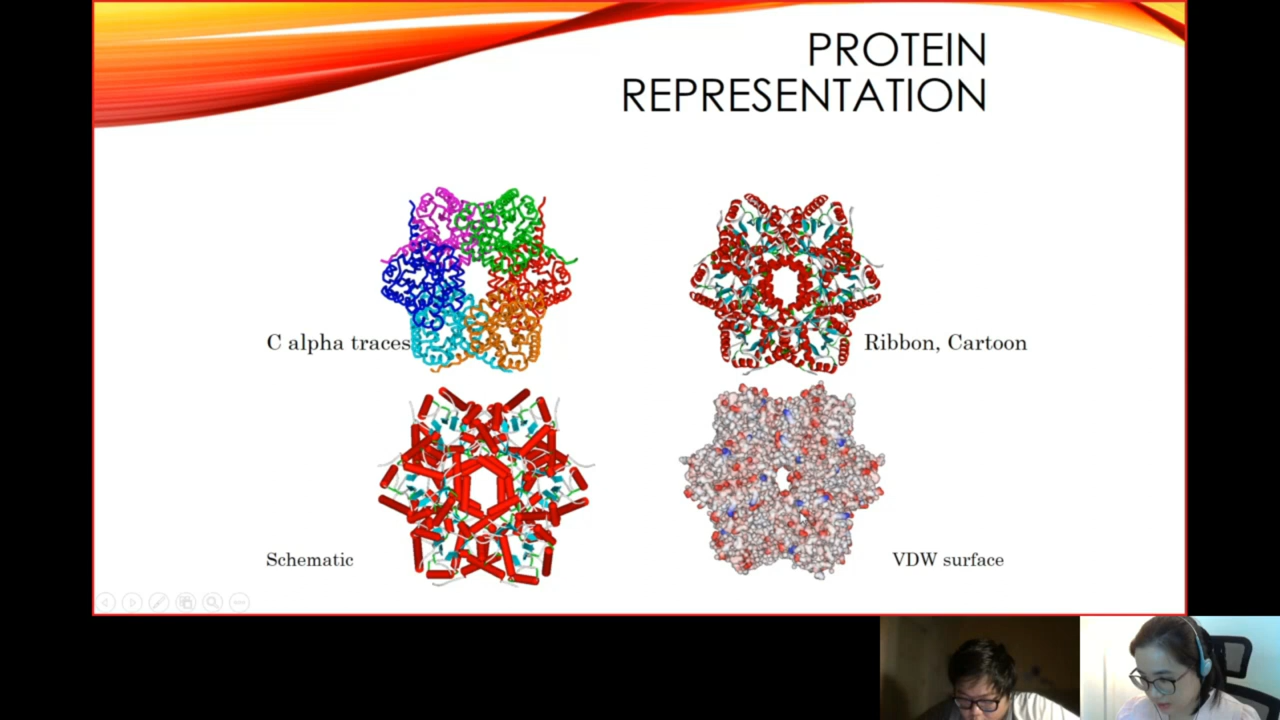 PROTEIN
REPRESENTATION
C alpha traces
Ribbon, Cartoon
Schematic
VDW surface